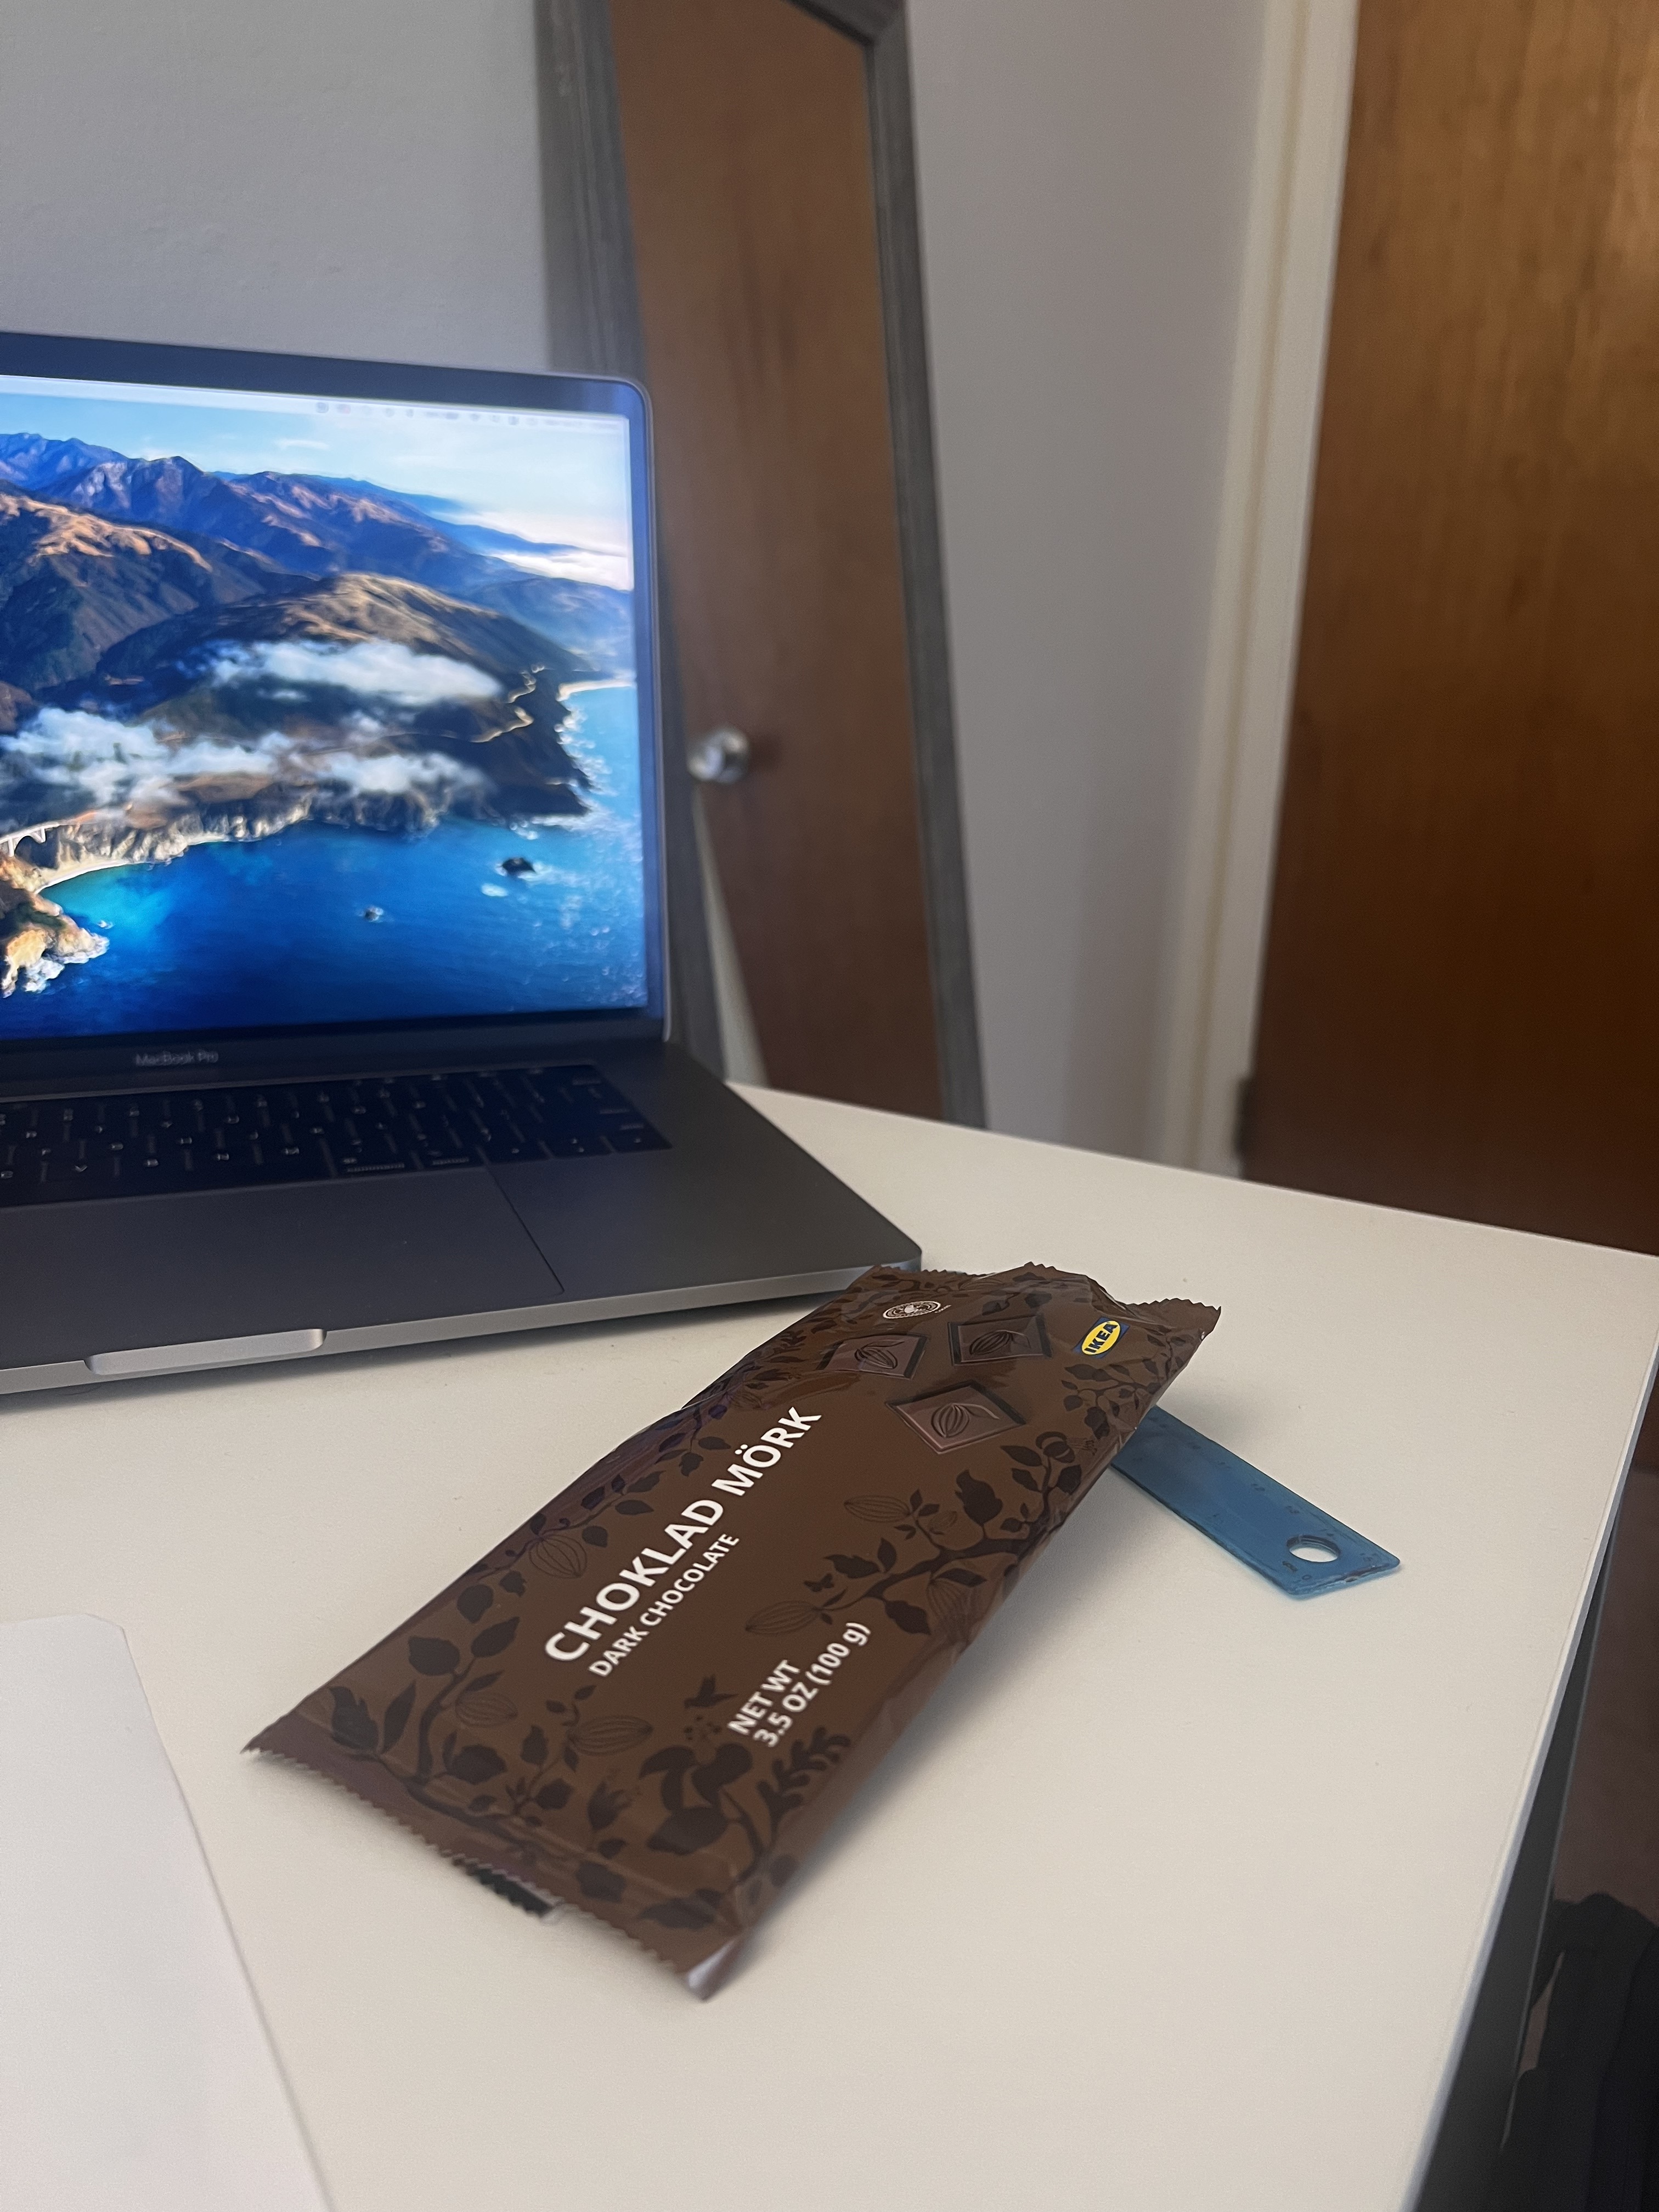 MacBook Pro
IKEA
CHOKLAD MÖRK
DARK CHOCOLATE
NET WT
3.5 OZ (100 g)